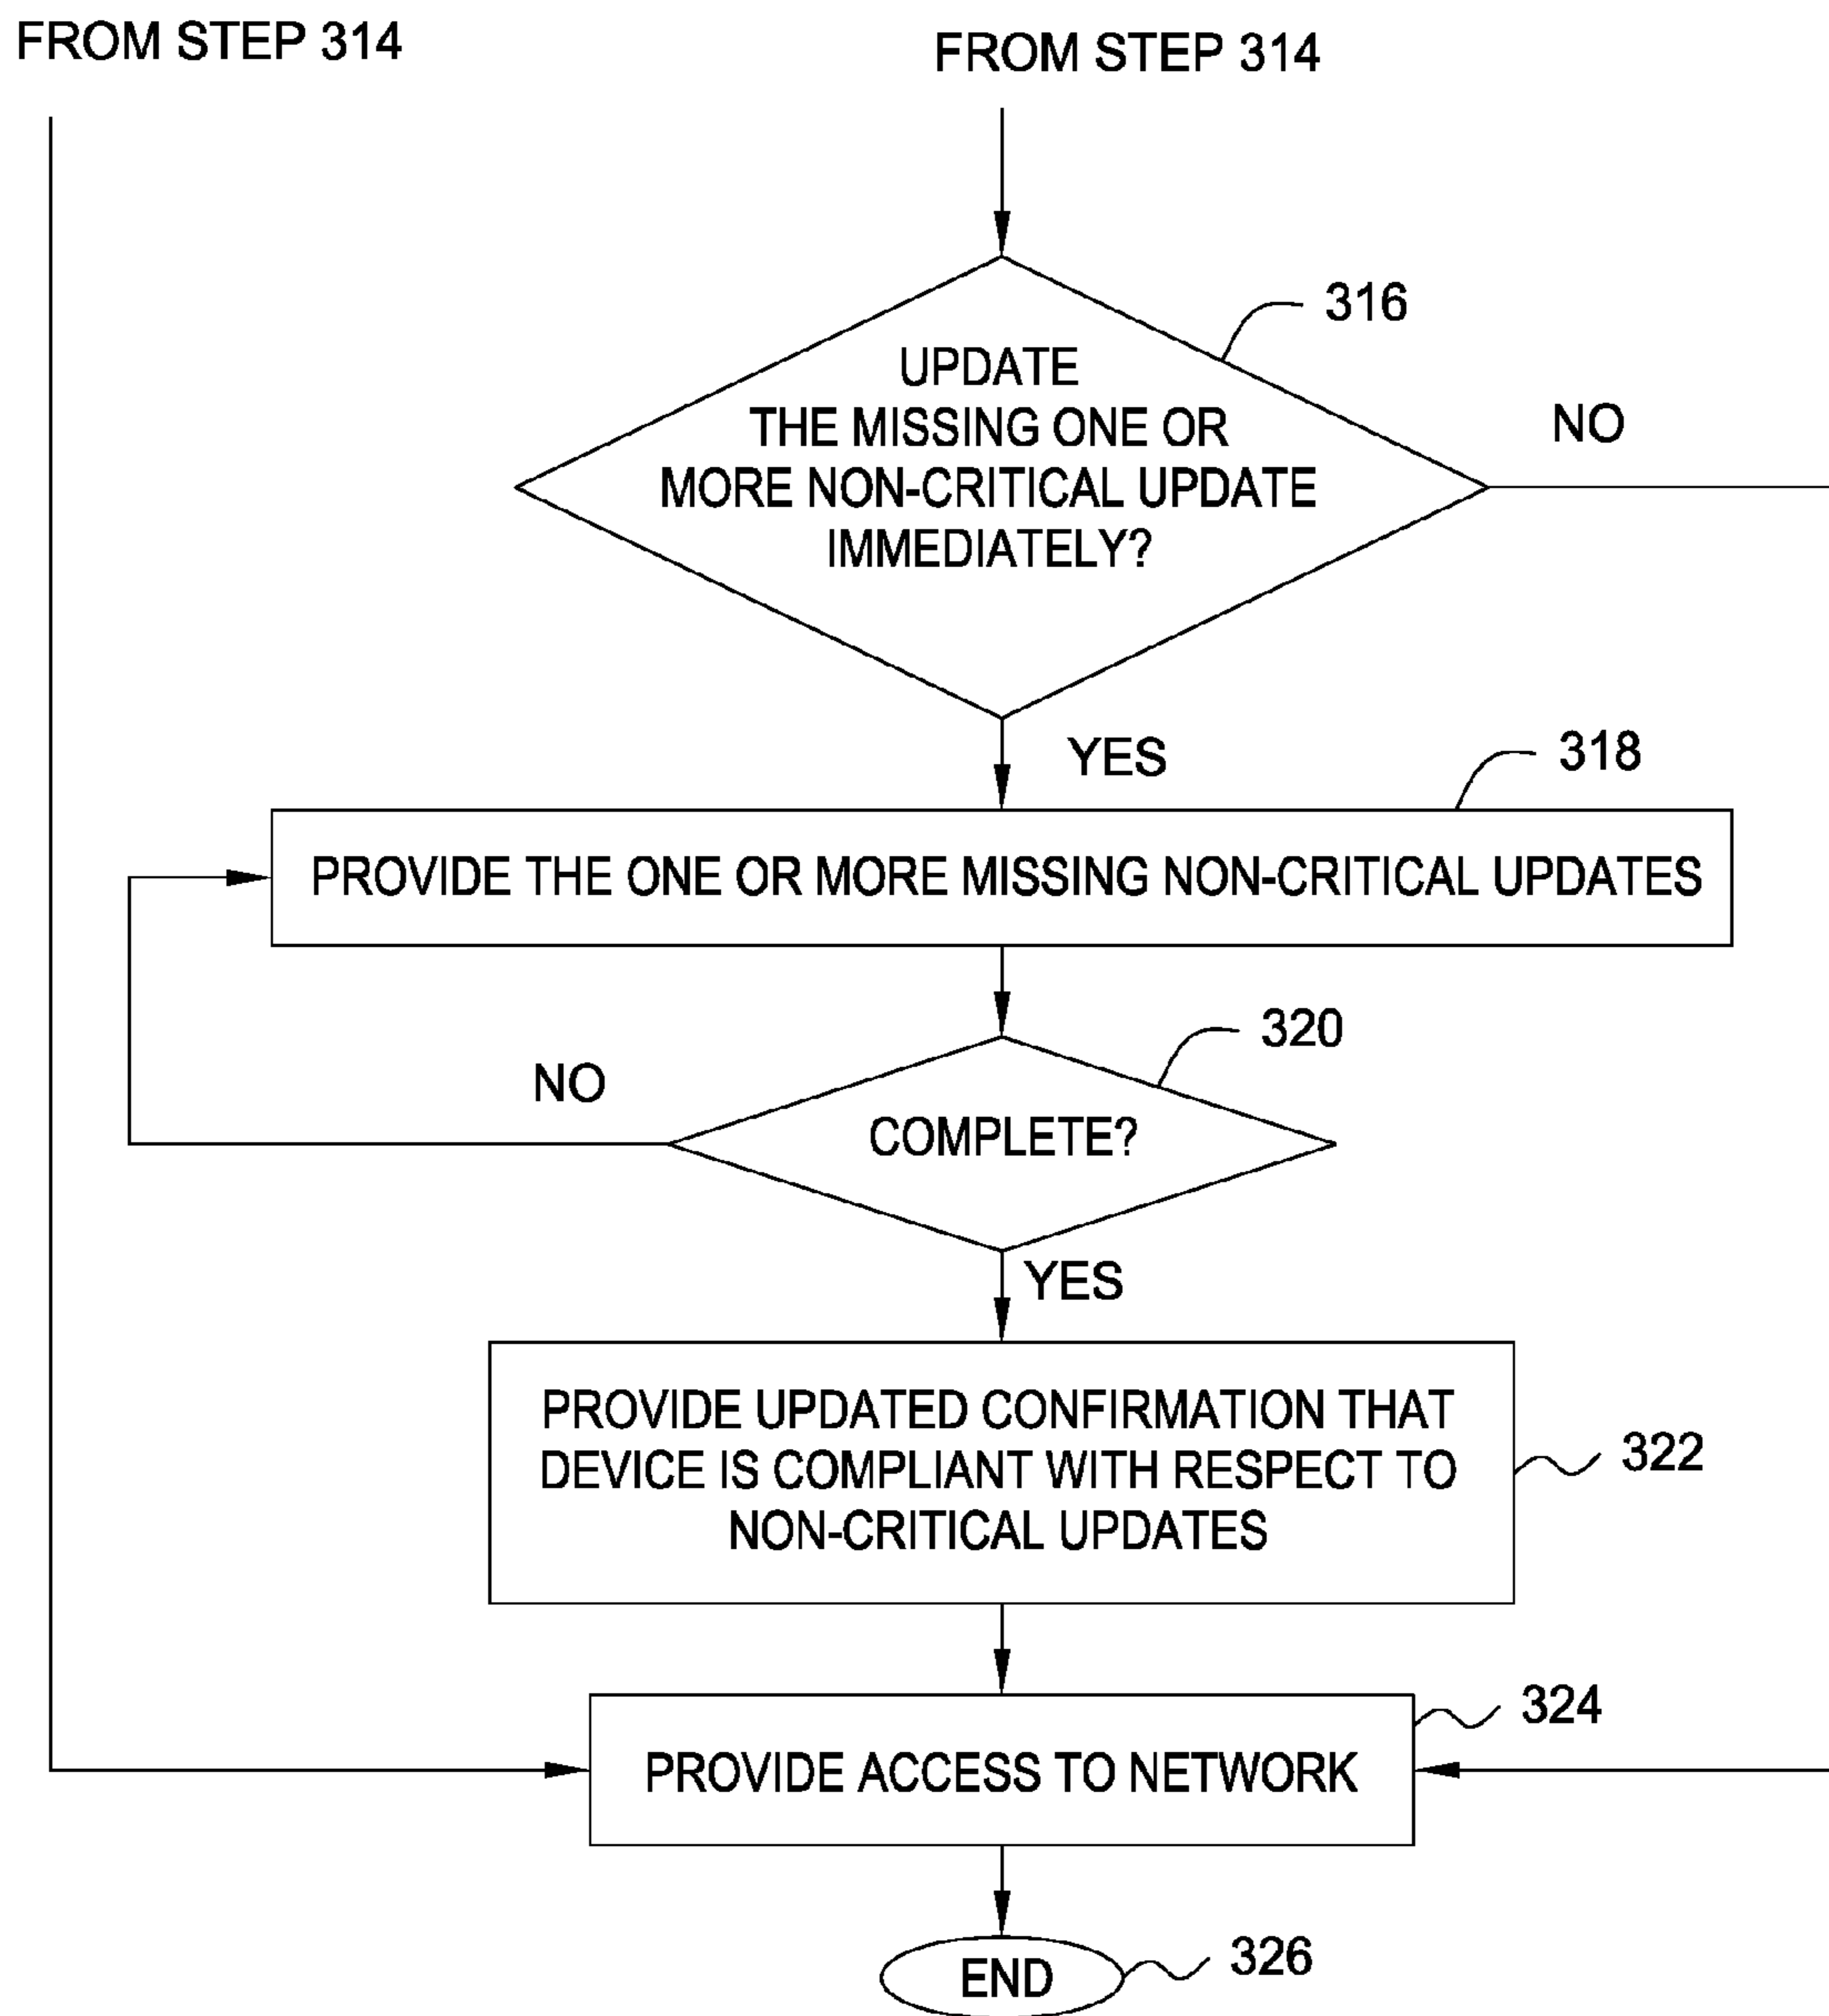 FROM STEP 314
FROM STEP 314
316
UPDATE
THE MISSING ONE OR
MORE NON-CRITICAL UPDATE
IMMEDIATELY?
NO
YES
318
PROVIDE THE ONE OR MORE MISSING NON-CRITICAL UPDATES
320
NO
COMPLETE?
YES
PROVIDE UPDATED CONFIRMATION THAT
DEVICE IS COMPLIANT WITH RESPECT TO
NON-CRITICAL UPDATES
322
324
PROVIDE ACCESS TO NETWORK
END
326